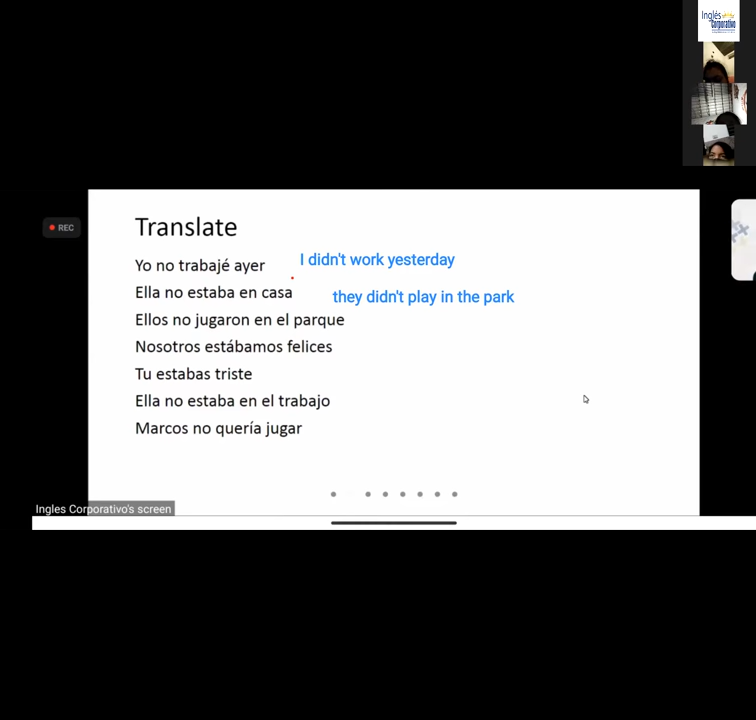 Inglés
Corporativo
REC
Translate
Yo no trabajé ayer
I didn't work yesterday
Ella no estaba en casa
they didn't play in the park
Ellos no jugaron en el parque
Nosotros estábamos felices
Tu estabas triste
Ella no estaba en el trabajo
Marcos no quería jugar
Ingles Corporativo's screen